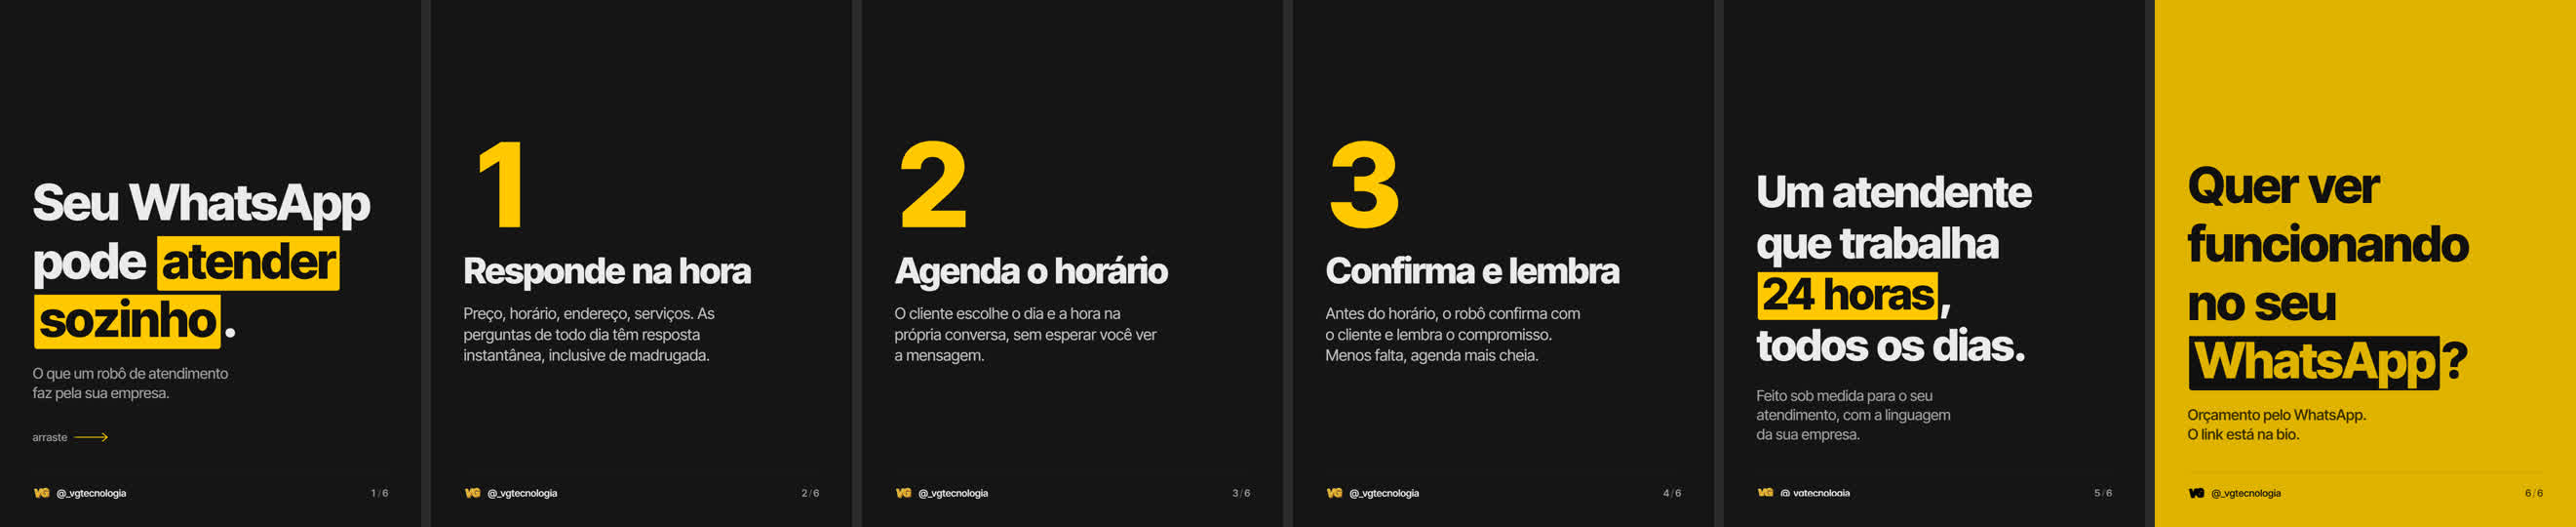 Seu WhatsApp
pode atender
sozinho.
O que um robô de atendimento
faz pela sua empresa.
arraste
VG @_vgtecnologia
1/6
1
Responde na hora
Preço, horário, endereço, serviços. As
perguntas de todo dia têm resposta
instantânea, inclusive de madrugada.
VG @_vgtecnologia
2/6
2
Agenda o horário
O cliente escolhe o dia e a hora na
própria conversa, sem esperar você ver
a mensagem.
VG @_vgtecnologia
3/6
3
Confirma e lembra
Antes do horário, o robô confirma com
o cliente e lembra o compromisso.
Menos falta, agenda mais cheia.
VG @_vgtecnologia
4/6
Um atendente
que trabalha
24 horas,
todos os dias.
Feito sob medida para o seu
atendimento, com a linguagem
da sua empresa.
VG @_vgtecnologia
5/6
Quer ver
funcionando
no seu
WhatsApp?
Orçamento pelo WhatsApp.
O link está na bio.
VG @_vgtecnologia
6/6